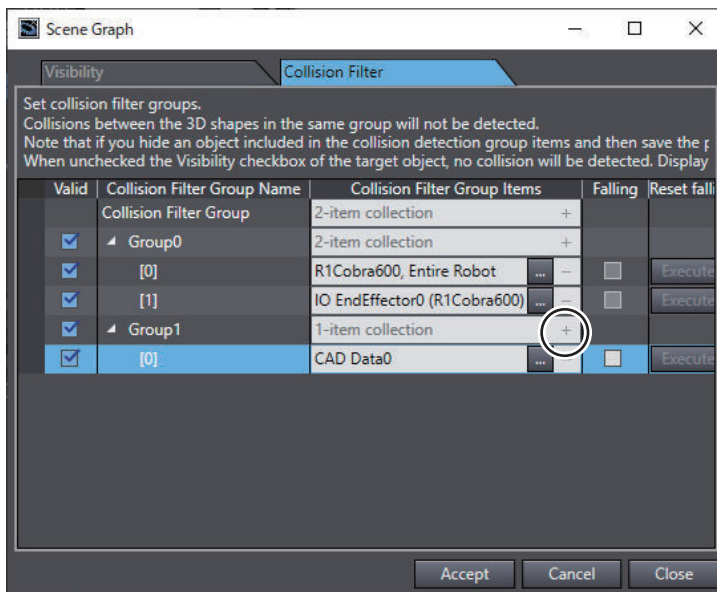 Scene Graph
Visibility
Collision Filter
Set collision filter groups.
Collisions between the 3D shapes in the same group will not be detected.
Note that if you hide an object included in the collision detection group items and then save the p
When unchecked the Visibility checkbox of the target object, no collision will be detected. Display
Valid Collision Filter Group Name Collision Filter Group Items Falling Reset falli
Collision Filter Group 2-item collection +
Group0 2-item collection +
[0] R1Cobra600, Entire Robot ... − Execute
[1] IO EndEffector0 (R1Cobra600) ... − Execute
Group1 1-item collection +
[0] CAD Data0 ... − Execute
Accept Cancel Close